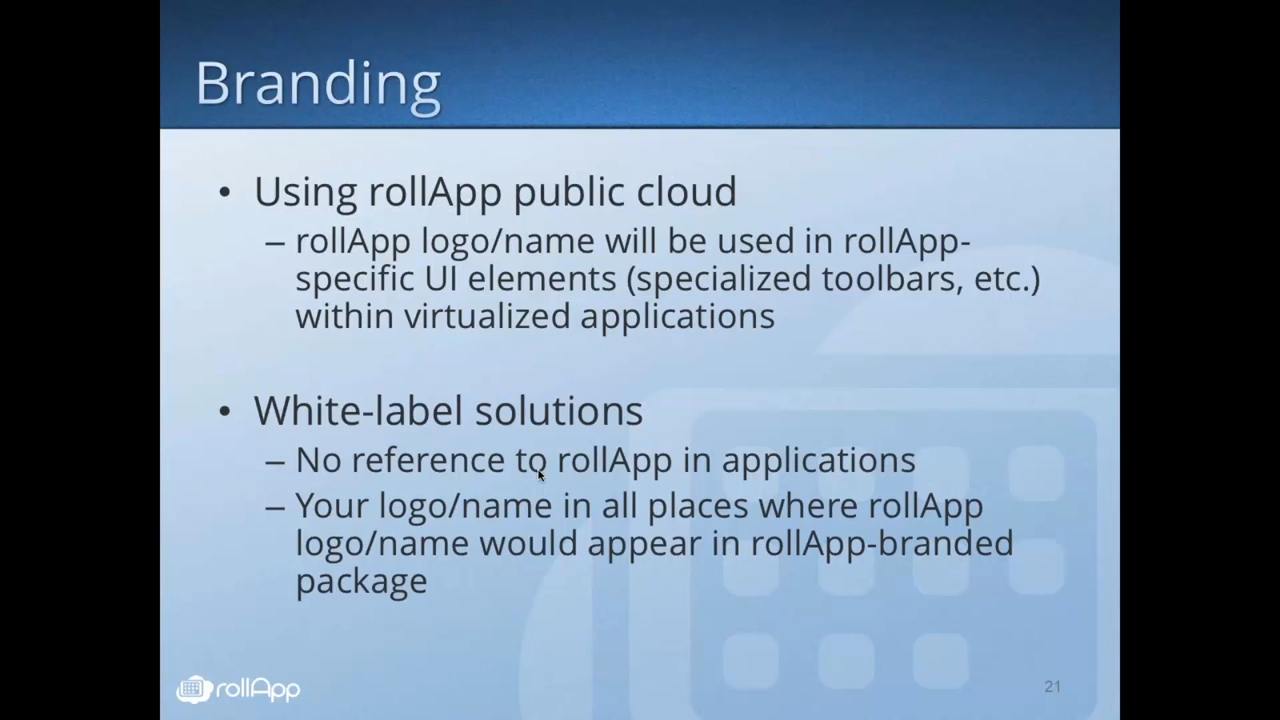 Branding
• Using rollApp public cloud
– rollApp logo/name will be used in rollApp-
specific UI elements (specialized toolbars, etc.)
within virtualized applications
• White-label solutions
– No reference to rollApp in applications
– Your logo/name in all places where rollApp
logo/name would appear in rollApp-branded
package
rollApp
21